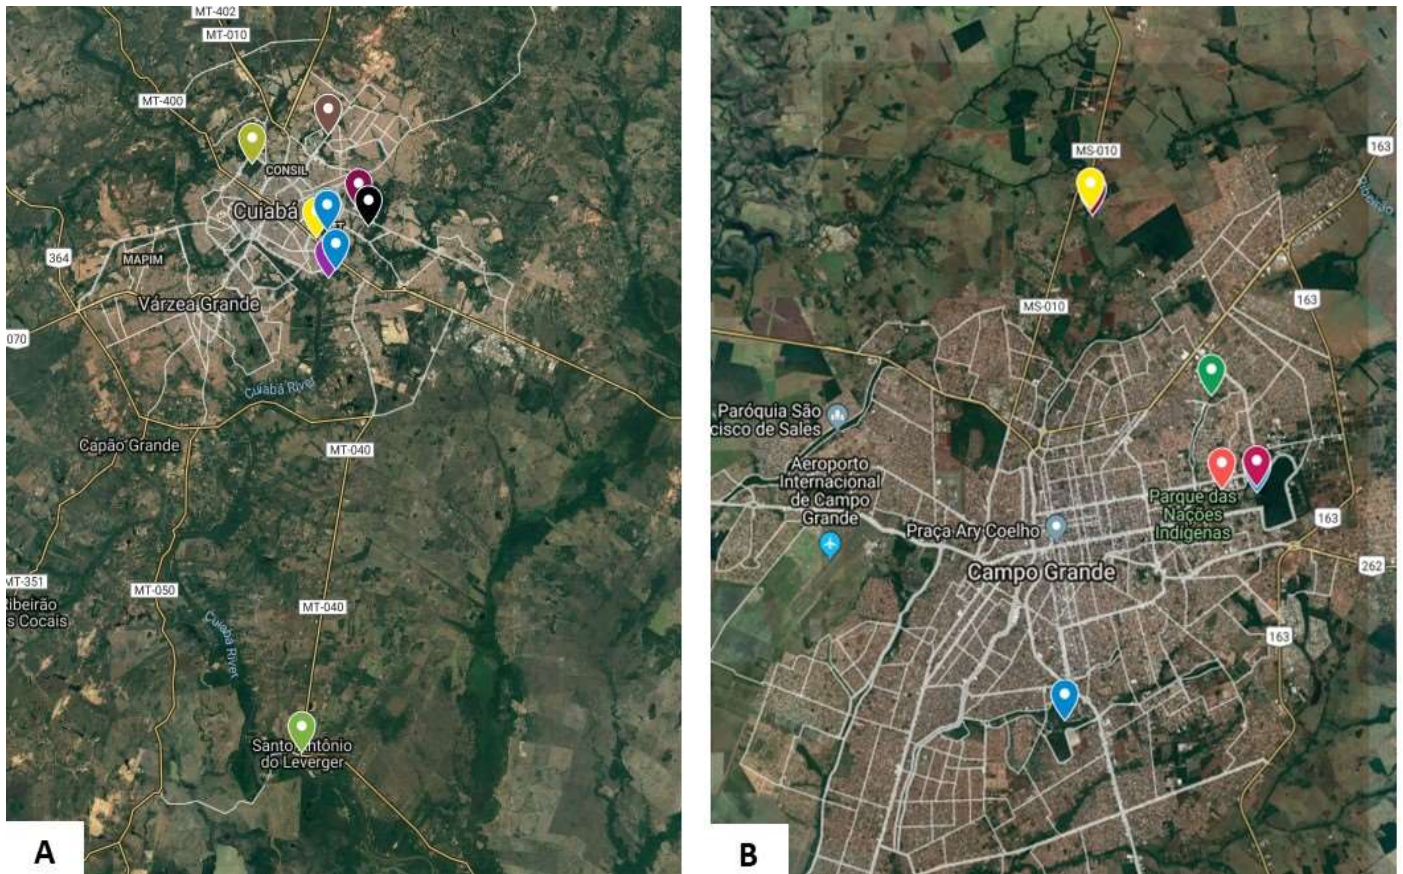 MT-402
MT-010
MT-400
CONSIL
Cuiabá
364
MAPIM
Várzea Grande
070
Cuiabá River
Capão Grande
MT-040
MT-351
MT-050
MT-040
Ribeirão
s Cocais
Cuiabá River
Santo Antônio
do Leverger
A
163
MS-010
Ribeirão
163
MS-010
Paróquia São
cisco de Sales
Aeroporto
Internacional
de Campo
Grande
Parque das
Nações
Indígenas
163
Praça Ary Coelho
Campo Grande
262
163
B